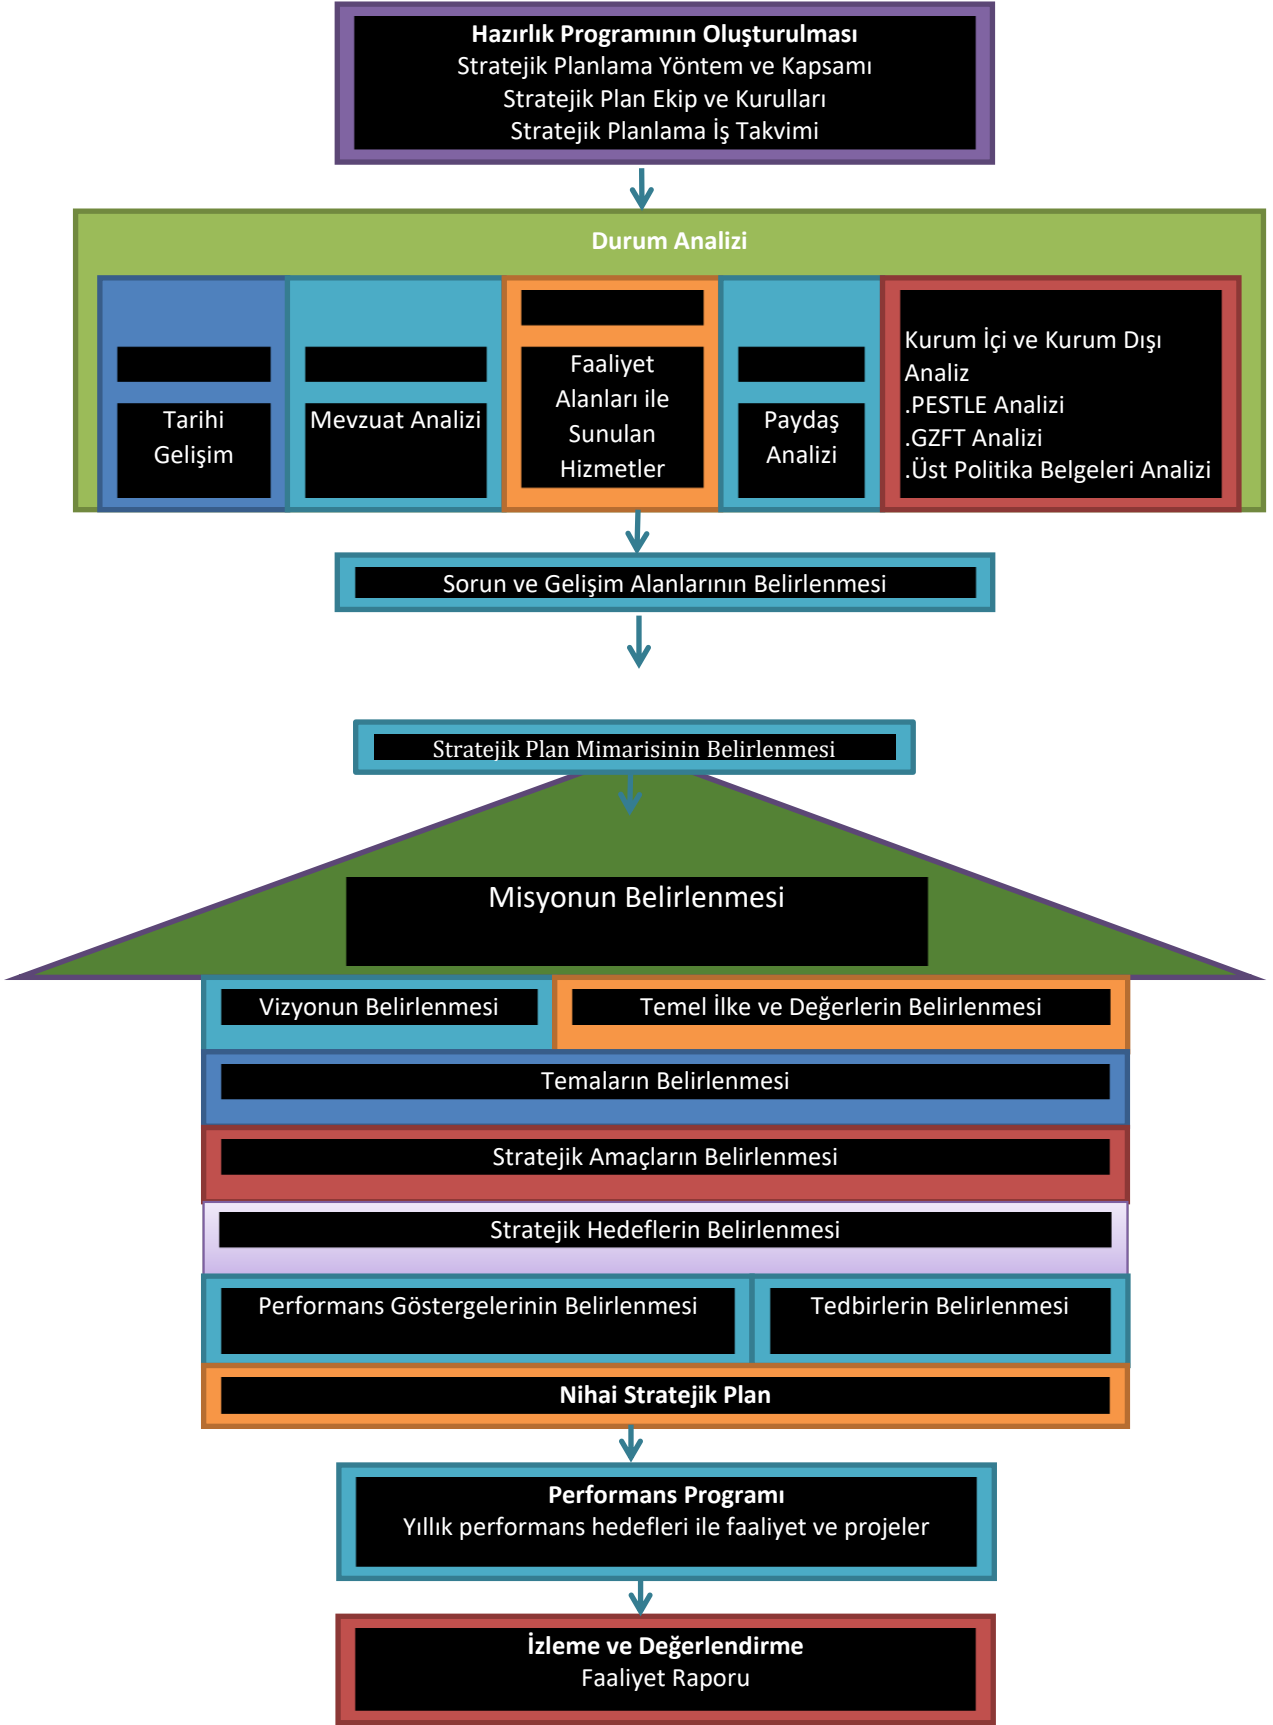 Hazırlık Programının Oluşturulması
Stratejik Planlama Yöntem ve Kapsamı
Stratejik Plan Ekip ve Kurulları
Stratejik Planlama İş Takvimi
Durum Analizi
Tarihi
Gelişim
Mevzuat Analizi
Faaliyet
Alanları ile
Sunulan
Hizmetler
Paydaş
Analizi
Kurum İçi ve Kurum Dışı
Analiz
.PESTLE Analizi
.GZFT Analizi
.Üst Politika Belgeleri Analizi
Sorun ve Gelişim Alanlarının Belirlenmesi
Stratejik Plan Mimarisinin Belirlenmesi
Misyonun Belirlenmesi
Vizyonun Belirlenmesi
Temel İlke ve Değerlerin Belirlenmesi
Temaların Belirlenmesi
Stratejik Amaçların Belirlenmesi
Stratejik Hedeflerin Belirlenmesi
Performans Göstergelerinin Belirlenmesi
Tedbirlerin Belirlenmesi
Nihai Stratejik Plan
Performans Programı
Yıllık performans hedefleri ile faaliyet ve projeler
İzleme ve Değerlendirme
Faaliyet Raporu